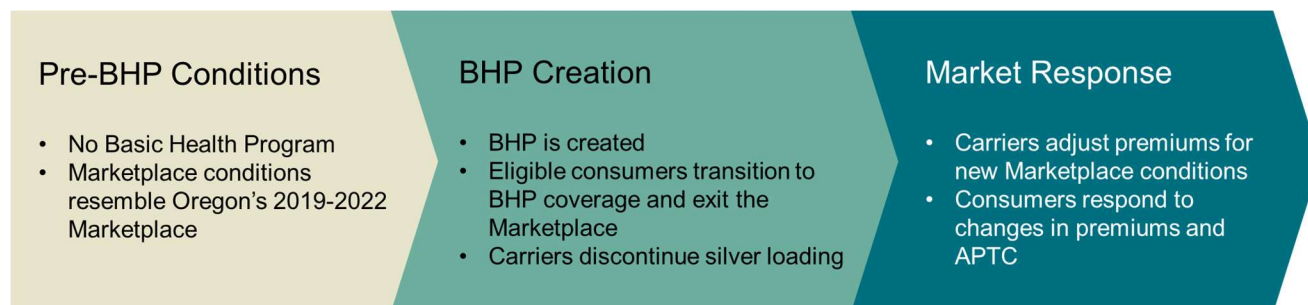 Pre-BHP Conditions
• No Basic Health Program
• Marketplace conditions
resemble Oregon's 2019-2022
Marketplace
BHP Creation
• BHP is created
• Eligible consumers transition to
BHP coverage and exit the
Marketplace
• Carriers discontinue silver loading
Market Response
• Carriers adjust premiums for
new Marketplace conditions
• Consumers respond to
changes in premiums and
APTC